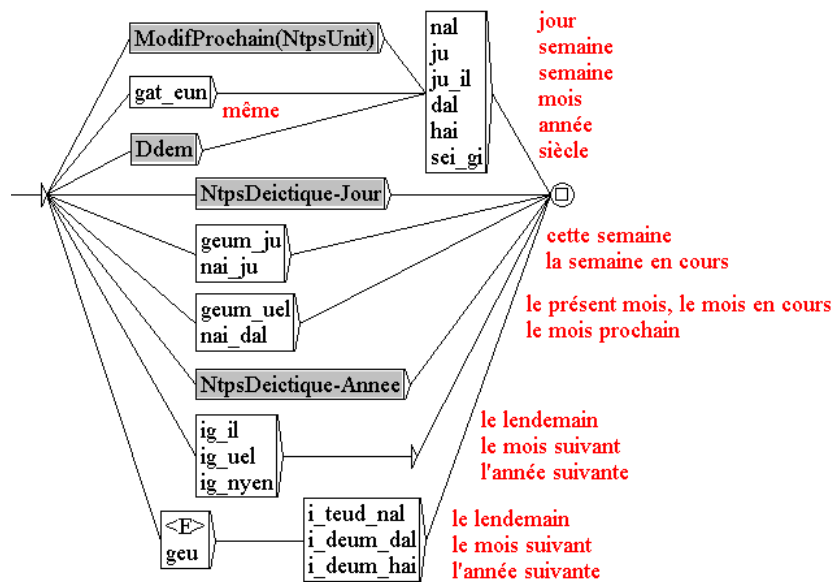 ModifProchain(NtpsUnit)
gat_eun
même
Ddem
nal
ju
ju_il
dal
hai
sei_gi
jour
semaine
semaine
mois
année
siècle
NtpsDeictique-Jour
geum_ju
nai_ju
cette semaine
la semaine en cours
geum_uel
nai_dal
le présent mois, le mois en cours
le mois prochain
NtpsDeictique-Annee
ig_il
ig_uel
ig_nyen
le lendemain
le mois suivant
l'année suivante
<E>
geu
i_teud_nal
i_deum_dal
i_deum_hai
le lendemain
le mois suivant
l'année suivante